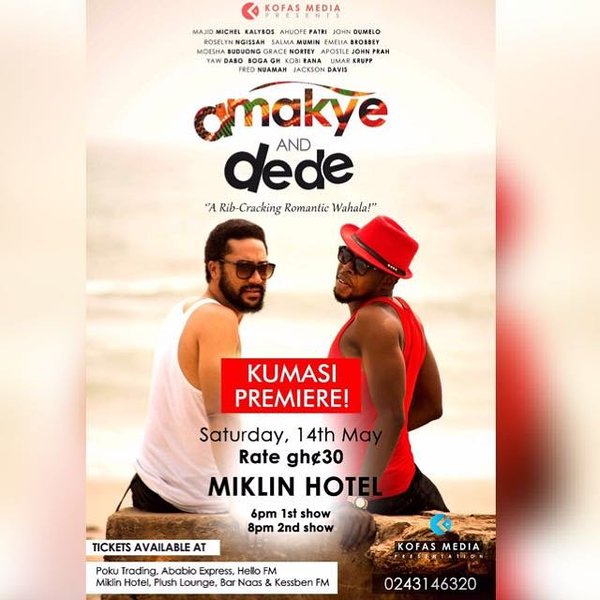 KOFAS MEDIA
PRESENTS
MAJID MICHEL KALYBOS AHUOFE PATRI JOHN DUMELO
ROSELYN NGISSAH SALMA MUMIN EMELIA BROBBEY
MOESHA BUDUONG GRACE NORTEY APOSTLE JOHN PRAH
YAW DABO BOGA GH KOBI RANA UMAR KRUPP
FRED NUAMAH JACKSON DAVIS
amakye
AND
dede
"A Rib-Cracking Romantic Wahala!"
KUMASI
PREMIERE!
Saturday, 14th May
Rate gh¢30
MIKLIN HOTEL
6pm 1st show
8pm 2nd show
TICKETS AVAILABLE AT
Poku Trading, Ababio Express, Hello FM
Miklin Hotel, Plush Lounge, Bar Naas & Kessben FM
KOFAS MEDIA
PRESENTATION
0243146320